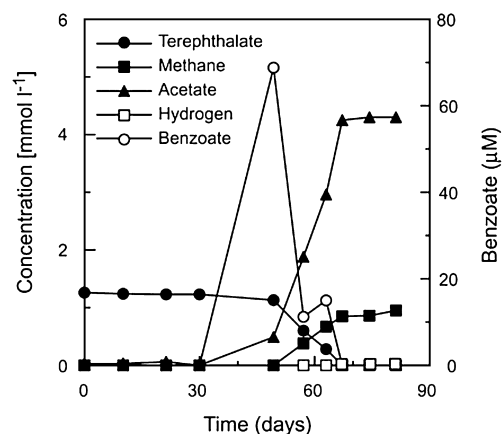 6
4
2
0
Concentration [mmol l-1]
Terephthalate
Methane
Acetate
Hydrogen
Benzoate
80
60
40
20
0
Benzoate (µM)
0
30
60
90
Time (days)